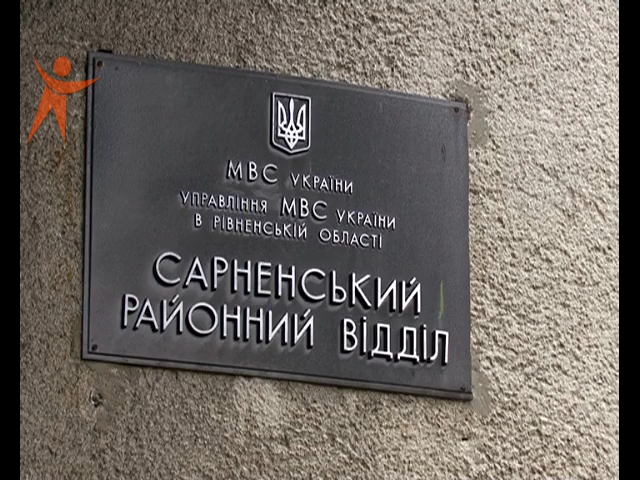 МВС УКРАЇНИ
УПРАВЛІННЯ МВС УКРАЇНИ
В РІВНЕНСЬКІЙ ОБЛАСТІ
САРНЕНСЬКИЙ
РАЙОННИЙ ВІДДІЛ